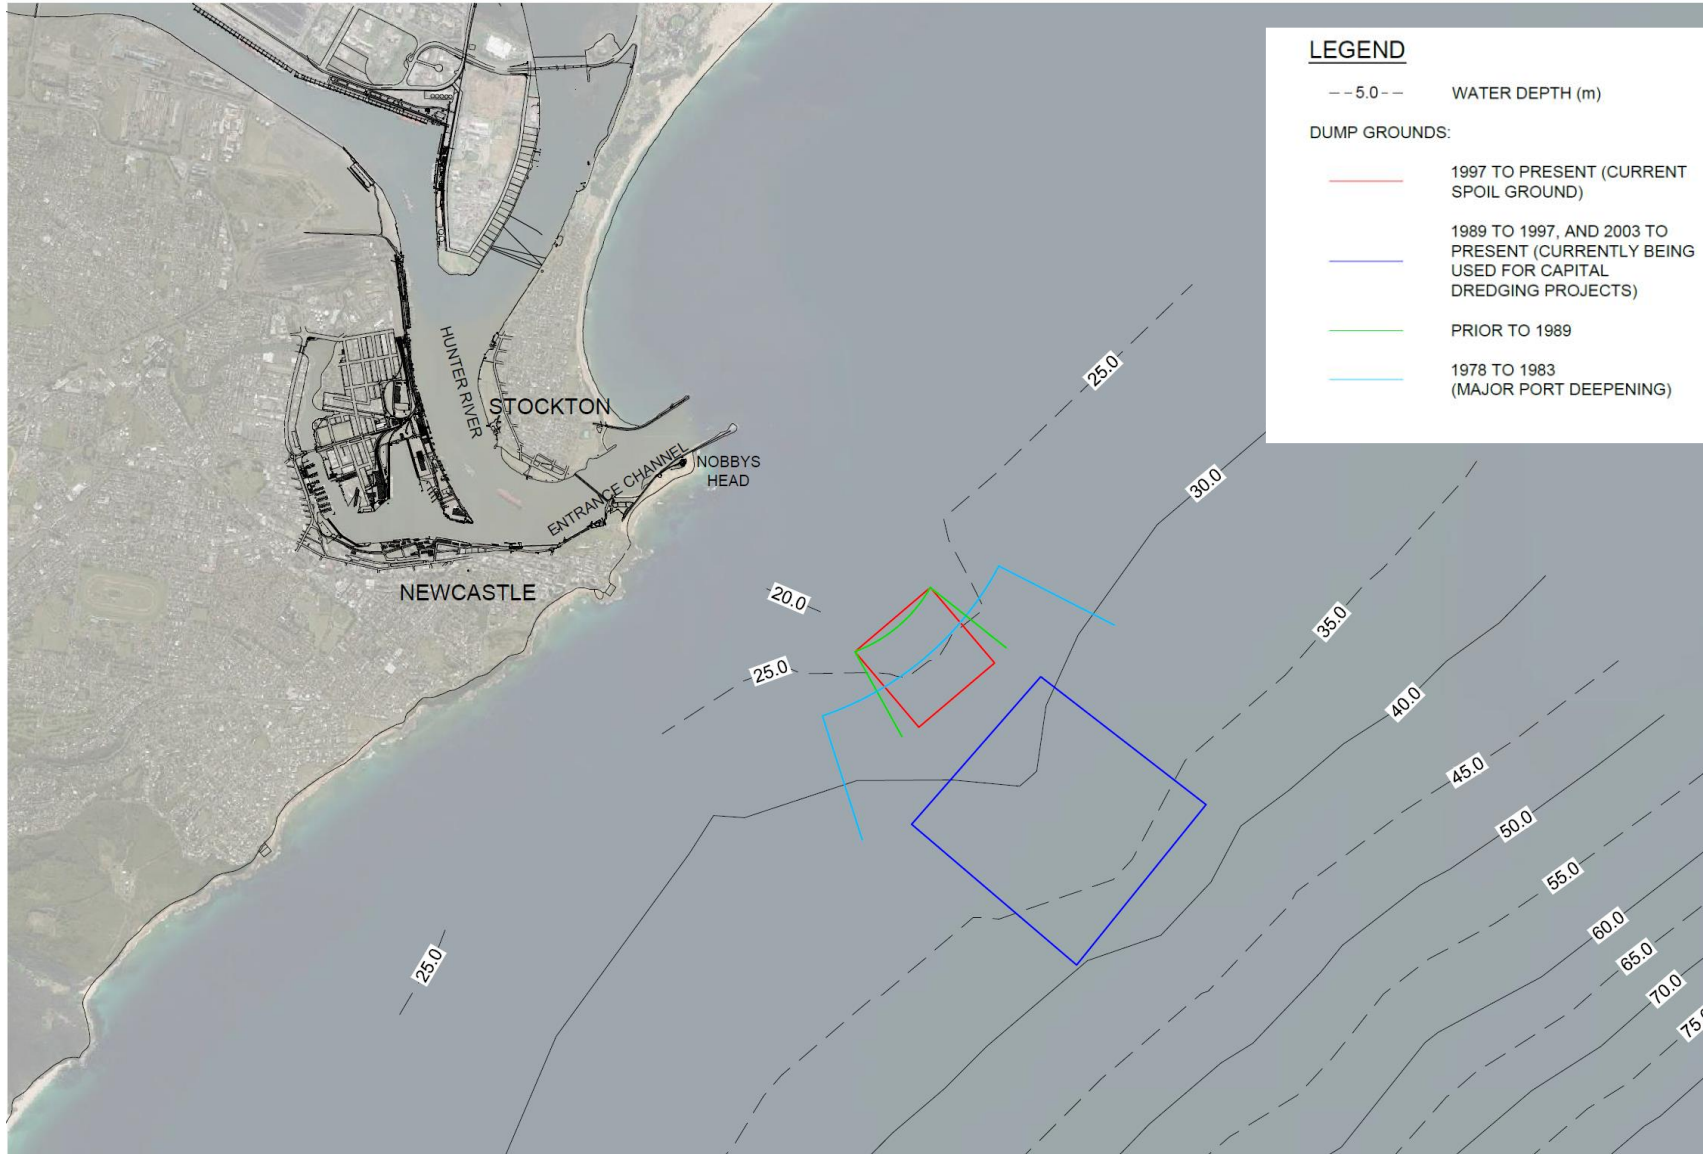 LEGEND
- - 5.0 - - WATER DEPTH (m)
DUMP GROUNDS:
1997 TO PRESENT (CURRENT
SPOIL GROUND)
1989 TO 1997, AND 2003 TO
PRESENT (CURRENTLY BEING
USED FOR CAPITAL
DREDGING PROJECTS)
PRIOR TO 1989
1978 TO 1983
(MAJOR PORT DEEPENING)
HUNTER RIVER
STOCKTON
ENTRANCE CHANNEL
NOBBYS
HEAD
NEWCASTLE
25.0
30.0
20.0
35.0
25.0
40.0
45.0
50.0
55.0
60.0
25.0
65.0
70.0
75.0